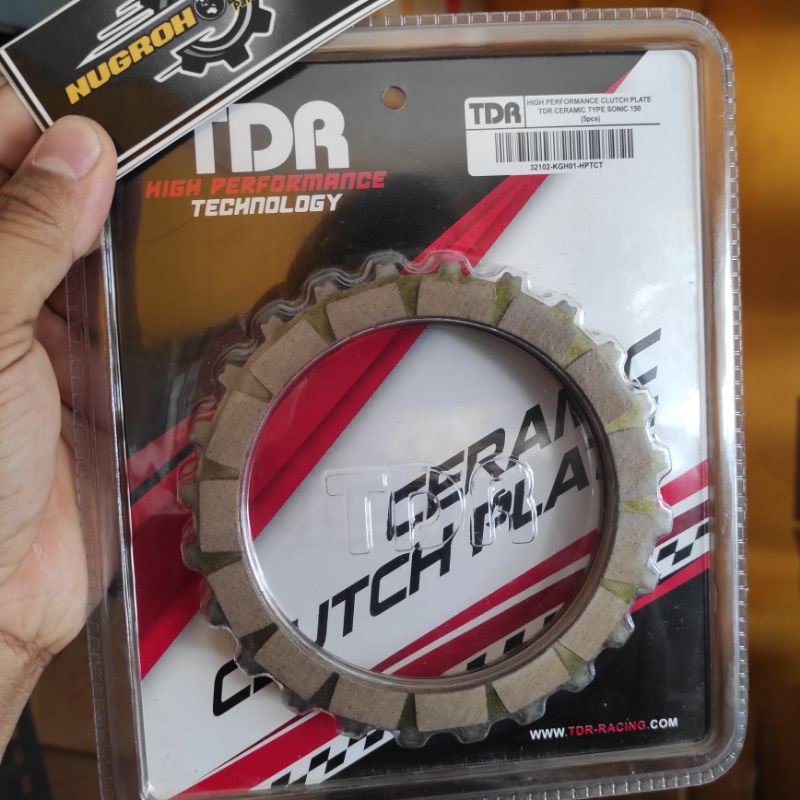 NUGROHO
TDR
HIGH PERFORMANCE
TECHNOLOGY
TDR
HIGH PERFORMANCE CLUTCH PLATE
TDR CERAMIC TYPE SONIC 150
(5pcs)
32102-KGH01-HPTCT
CERAMIC
CLUTCH PLATE
TDR
WWW.TDR-RACING.COM